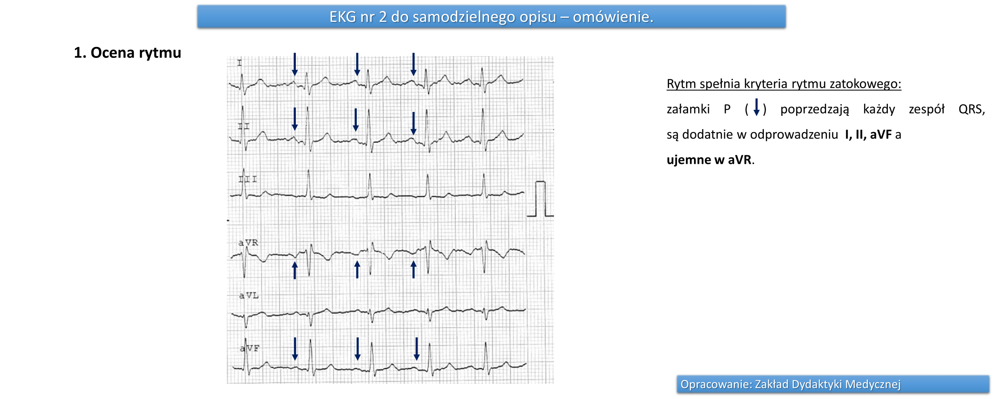 EKG nr 2 do samodzielnego opisu – omówienie.
1. Ocena rytmu
I
II
III
aVR
aVL
aVF
Rytm spełnia kryteria rytmu zatokowego:
załamki P ( ) poprzedzają każdy zespół QRS,
są dodatnie w odprowadzeniu I, II, aVF a
ujemne w aVR.
Opracowanie: Zakład Dydaktyki Medycznej